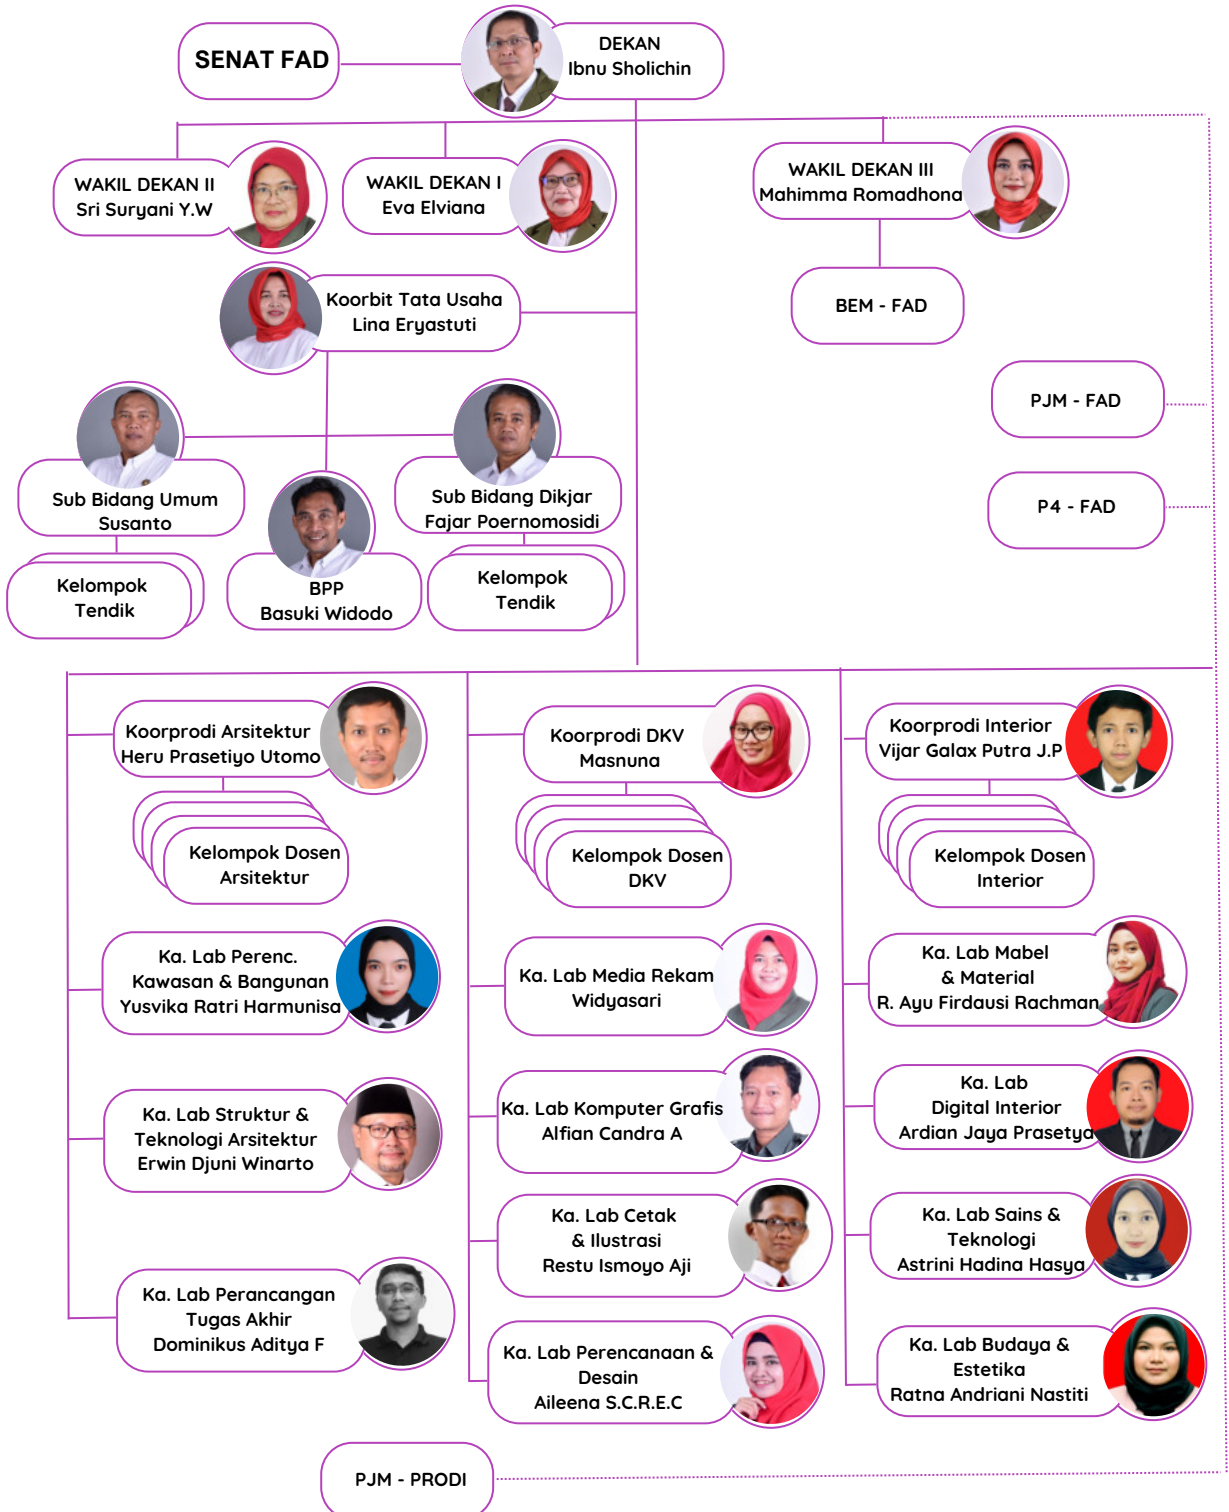 SENAT FAD
DEKAN
Ibnu Sholichin
WAKIL DEKAN II
Sri Suryani Y.W
WAKIL DEKAN I
Eva Elviana
WAKIL DEKAN III
Mahimma Romadhona
Koorbit Tata Usaha
Lina Eryastuti
BEM - FAD
PJM - FAD
P4 - FAD
Sub Bidang Umum
Susanto
Sub Bidang Dikjar
Fajar Poernomosidi
Kelompok
Tendik
BPP
Basuki Widodo
Kelompok
Tendik
Koorprodi Arsitektur
Heru Prasetiyo Utomo
Koorprodi DKV
Masnuna
Koorprodi Interior
Vijar Galax Putra J.P
Kelompok Dosen
Arsitektur
Kelompok Dosen
DKV
Kelompok Dosen
Interior
Ka. Lab Perenc.
Kawasan & Bangunan
Yusvika Ratri Harmunisa
Ka. Lab Media Rekam
Widyasari
Ka. Lab Mabel
& Material
R. Ayu Firdausi Rachman
Ka. Lab Struktur &
Teknologi Arsitektur
Erwin Djuni Winarto
Ka. Lab Komputer Grafis
Alfian Candra A
Ka. Lab
Digital Interior
Ardian Jaya Prasetya
Ka. Lab Cetak
& Ilustrasi
Restu Ismoyo Aji
Ka. Lab Sains &
Teknologi
Astrini Hadina Hasya
Ka. Lab Perancangan
Tugas Akhir
Dominikus Aditya F
Ka. Lab Perencanaan &
Desain
Aileena S.C.R.E.C
Ka. Lab Budaya &
Estetika
Ratna Andriani Nastiti
PJM - PRODI